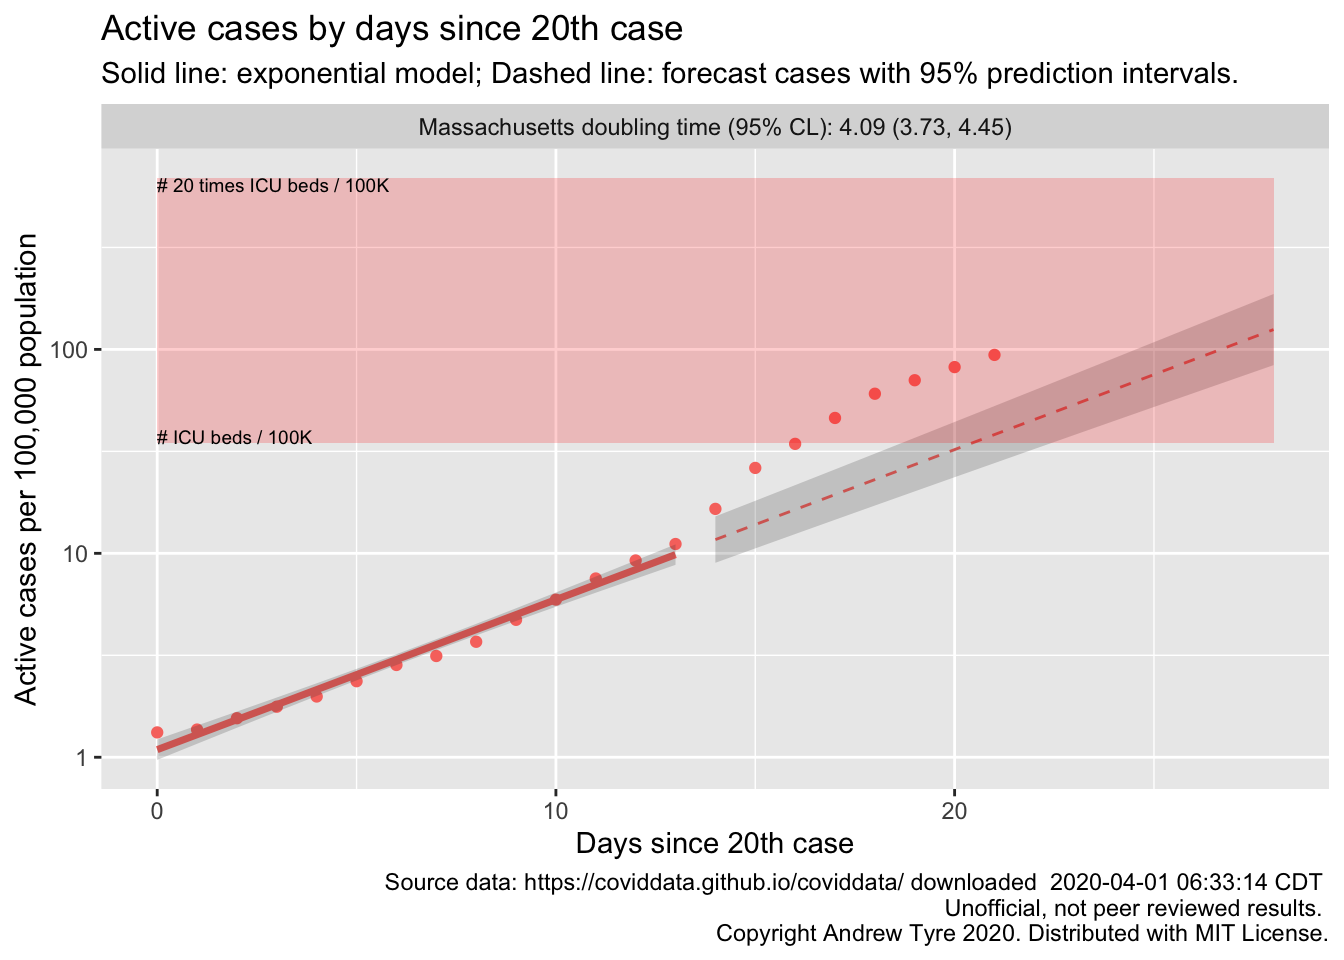 Active cases by days since 20th case
Solid line: exponential model; Dashed line: forecast cases with 95% prediction intervals.
Massachusetts doubling time (95% CL): 4.09 (3.73, 4.45)
# 20 times ICU beds / 100K
# ICU beds / 100K
Active cases per 100,000 population
100
10
1
0
10
20
Days since 20th case
Source data: https://coviddata.github.io/coviddata/ downloaded  2020-04-01 06:33:14 CDT
Unofficial, not peer reviewed results.
Copyright Andrew Tyre 2020. Distributed with MIT License.